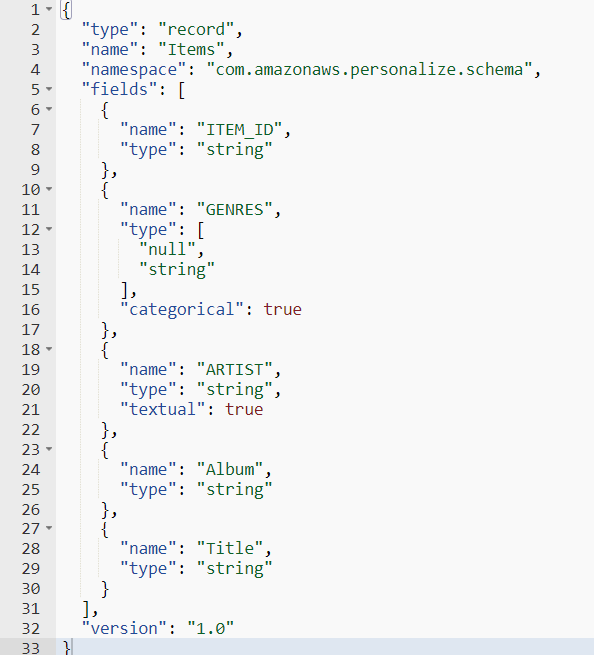 1 {
2 "type": "record",
3 "name": "Items",
4 "namespace": "com.amazonaws.personalize.schema",
5 "fields": [
6 {
7 "name": "ITEM_ID",
8 "type": "string"
9 },
10 {
11 "name": "GENRES",
12 "type": [
13 "null",
14 "string"
15 ],
16 "categorical": true
17 },
18 {
19 "name": "ARTIST",
20 "type": "string",
21 "textual": true
22 },
23 {
24 "name": "Album",
25 "type": "string"
26 },
27 {
28 "name": "Title",
29 "type": "string"
30 }
31 ],
32 "version": "1.0"
33 }